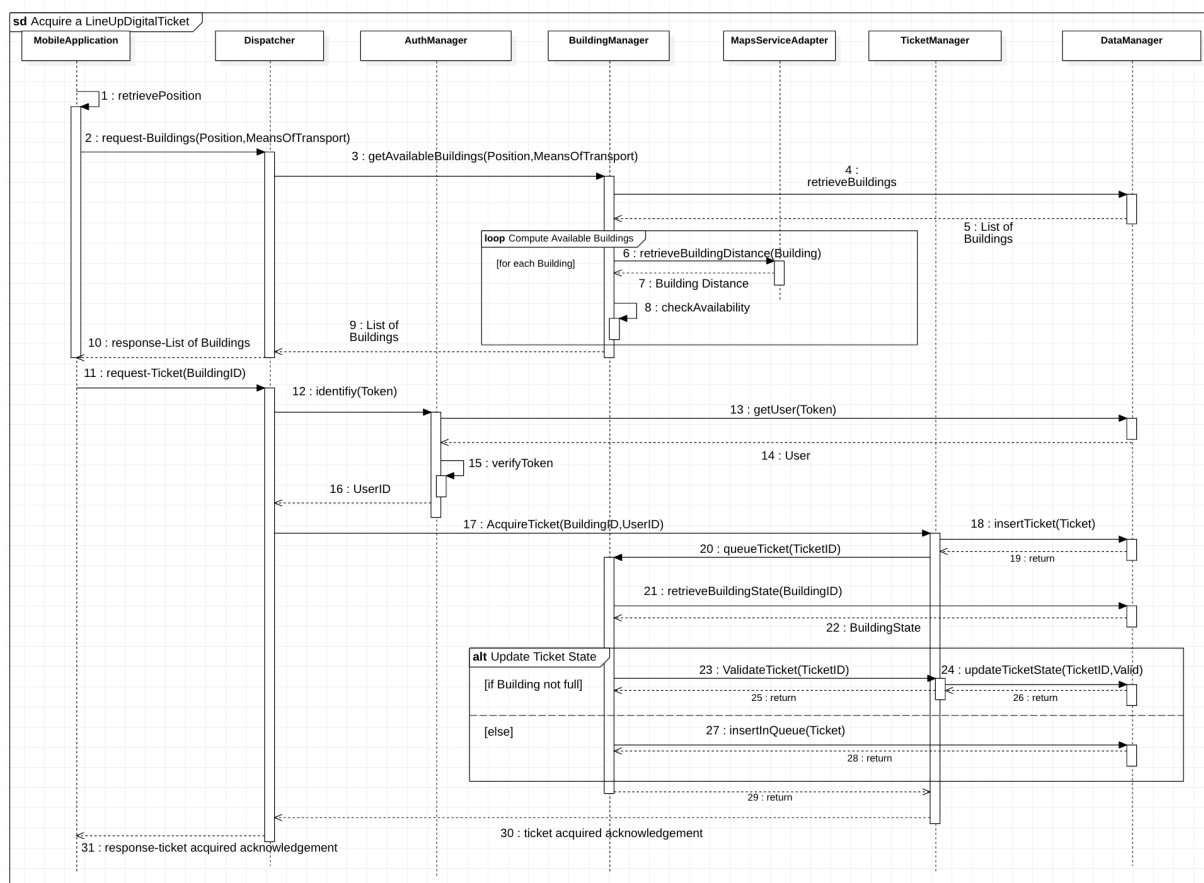 sd Acquire a LineUpDigitalTicket
MobileApplication
Dispatcher
AuthManager
BuildingManager
MapsServiceAdapter
TicketManager
DataManager
1 : retrievePosition
2 : request-Buildings(Position,MeansOfTransport)
3 : getAvailableBuildings(Position,MeansOfTransport)
4 :
retrieveBuildings
5 : List of
Buildings
loop Compute Available Buildings
[for each Building]
6 : retrieveBuildingDistance(Building)
7 : Building Distance
8 : checkAvailability
9 : List of
Buildings
10 : response-List of Buildings
11 : request-Ticket(BuildingID)
12 : identifiy(Token)
13 : getUser(Token)
14 : User
15 : verifyToken
16 : UserID
17 : AcquireTicket(BuildingID,UserID)
18 : insertTicket(Ticket)
19 : return
20 : queueTicket(TicketID)
21 : retrieveBuildingState(BuildingID)
22 : BuildingState
alt Update Ticket State
[if Building not full]
23 : ValidateTicket(TicketID)
24 : updateTicketState(TicketID,Valid)
25 : return
26 : return
[else]
27 : insertInQueue(Ticket)
28 : return
29 : return
30 : ticket acquired acknowledgement
31 : response-ticket acquired acknowledgement